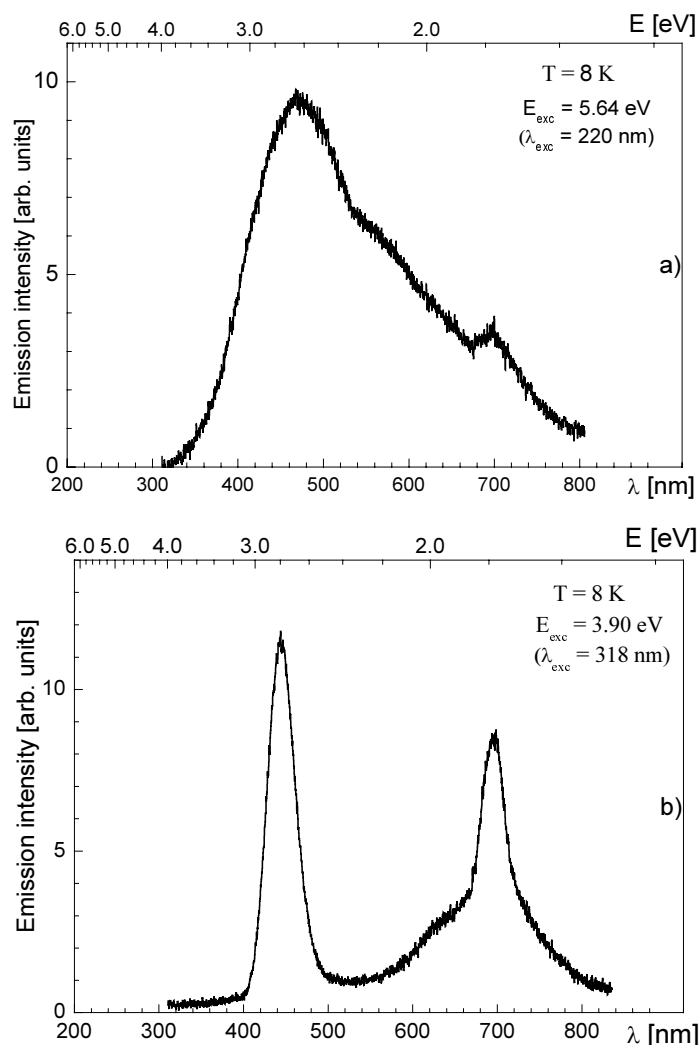 6.0 5.0 4.0 3.0 2.0 E [eV]
10
T = 8 K
E_exc = 5.64 eV
(λ_exc = 220 nm)
Emission intensity [arb. units]
a)
5
0
200 300 400 500 600 700 800 λ [nm]
6.0 5.0 4.0 3.0 2.0 E [eV]
T = 8 K
E_exc = 3.90 eV
(λ_exc = 318 nm)
10
Emission intensity [arb. units]
b)
5
0
200 300 400 500 600 700 800 λ [nm]